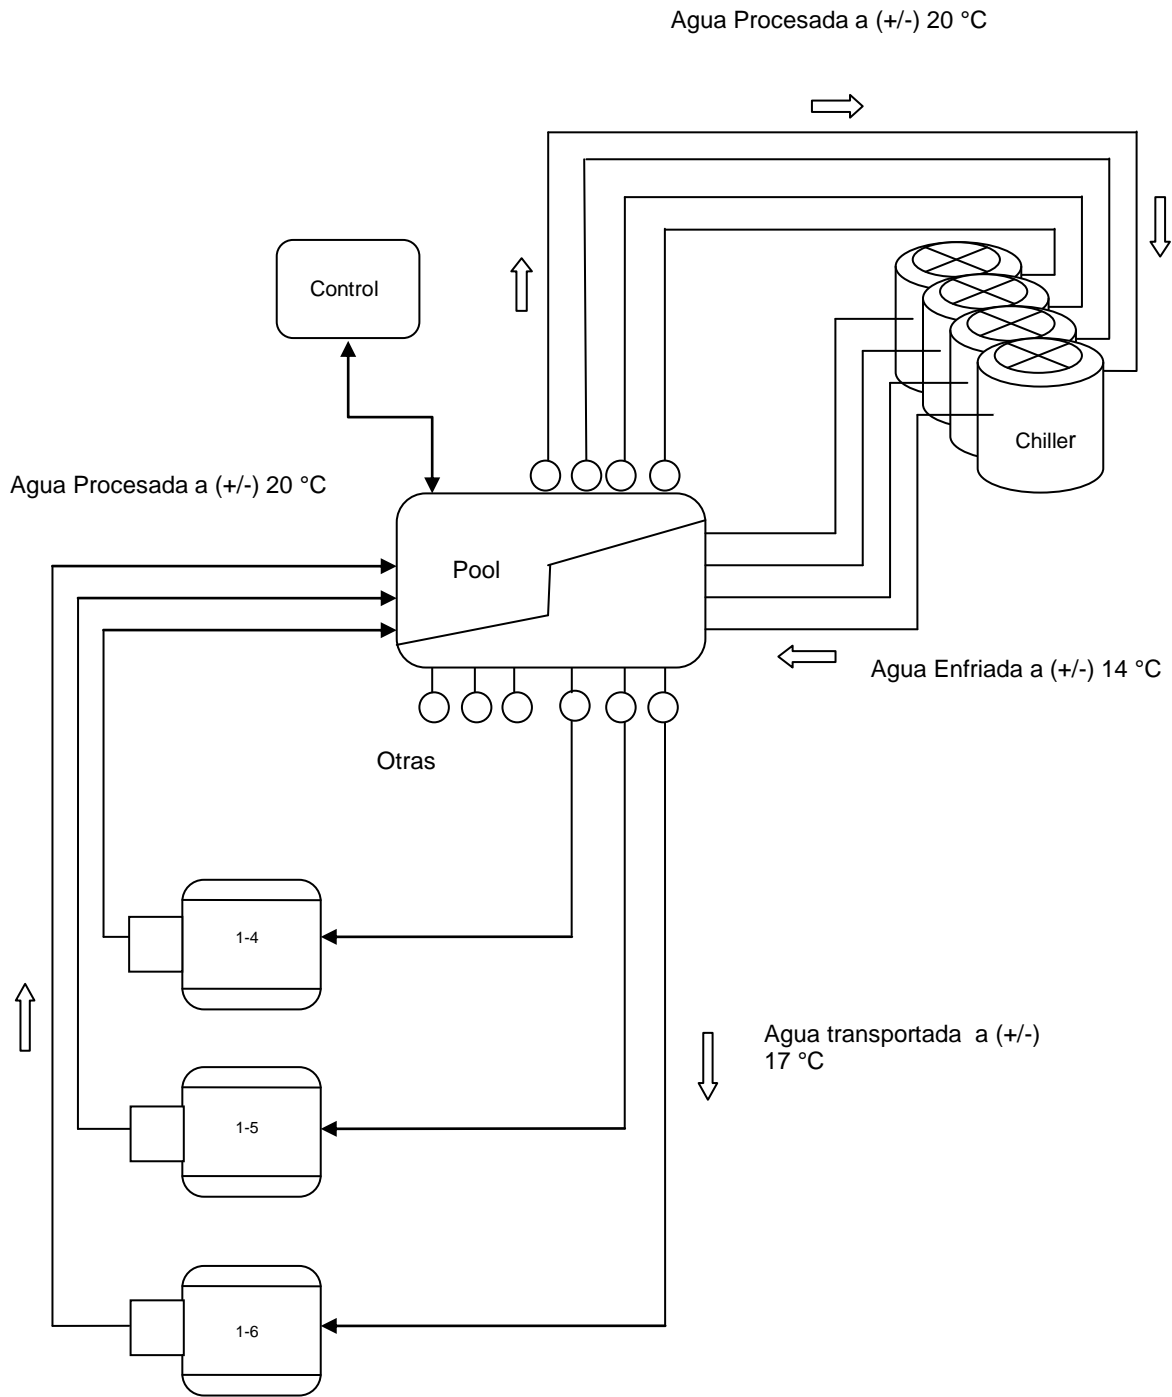 Agua Procesada a (+/-) 20 °C
Control
Chiller
Agua Procesada a (+/-) 20 °C
Pool
Agua Enfriada a (+/-) 14 °C
Otras
1-4
Agua transportada  a (+/-)
17 °C
1-5
1-6